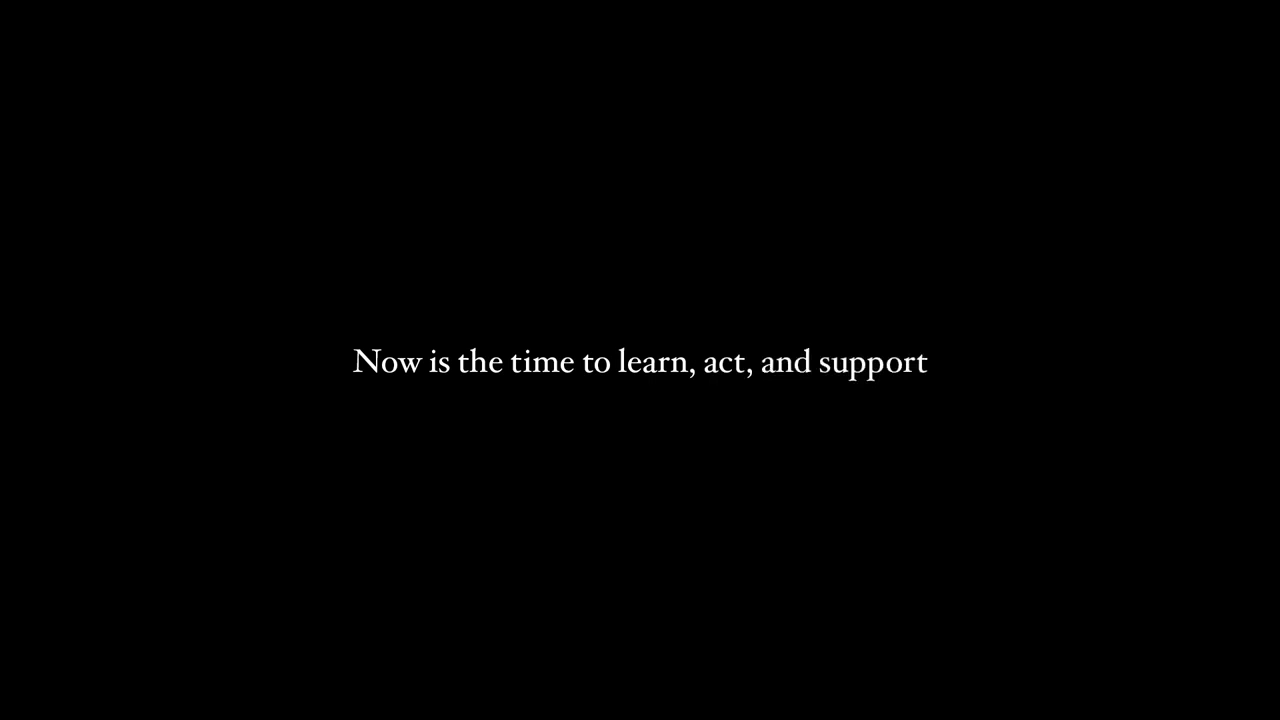 Now is the time to learn, act, and support